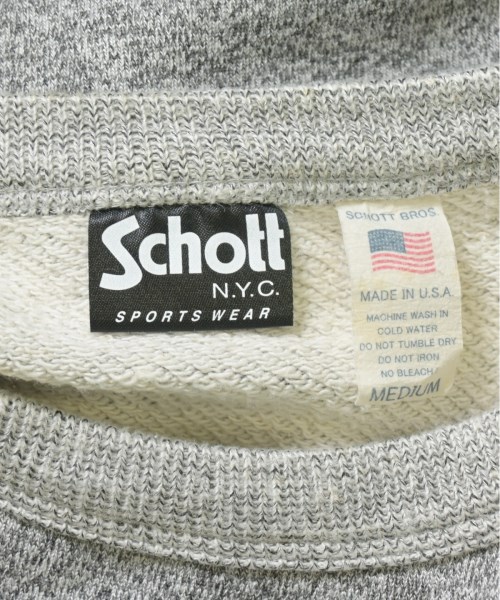 Schott
N.Y.C.
SPORTS WEAR
SCHOTT BROS.
MADE IN U.S.A.
MACHINE WASH IN
COLD WATER
DO NOT TUMBLE DRY
DO NOT IRON
NO BLEACH
MEDIUM